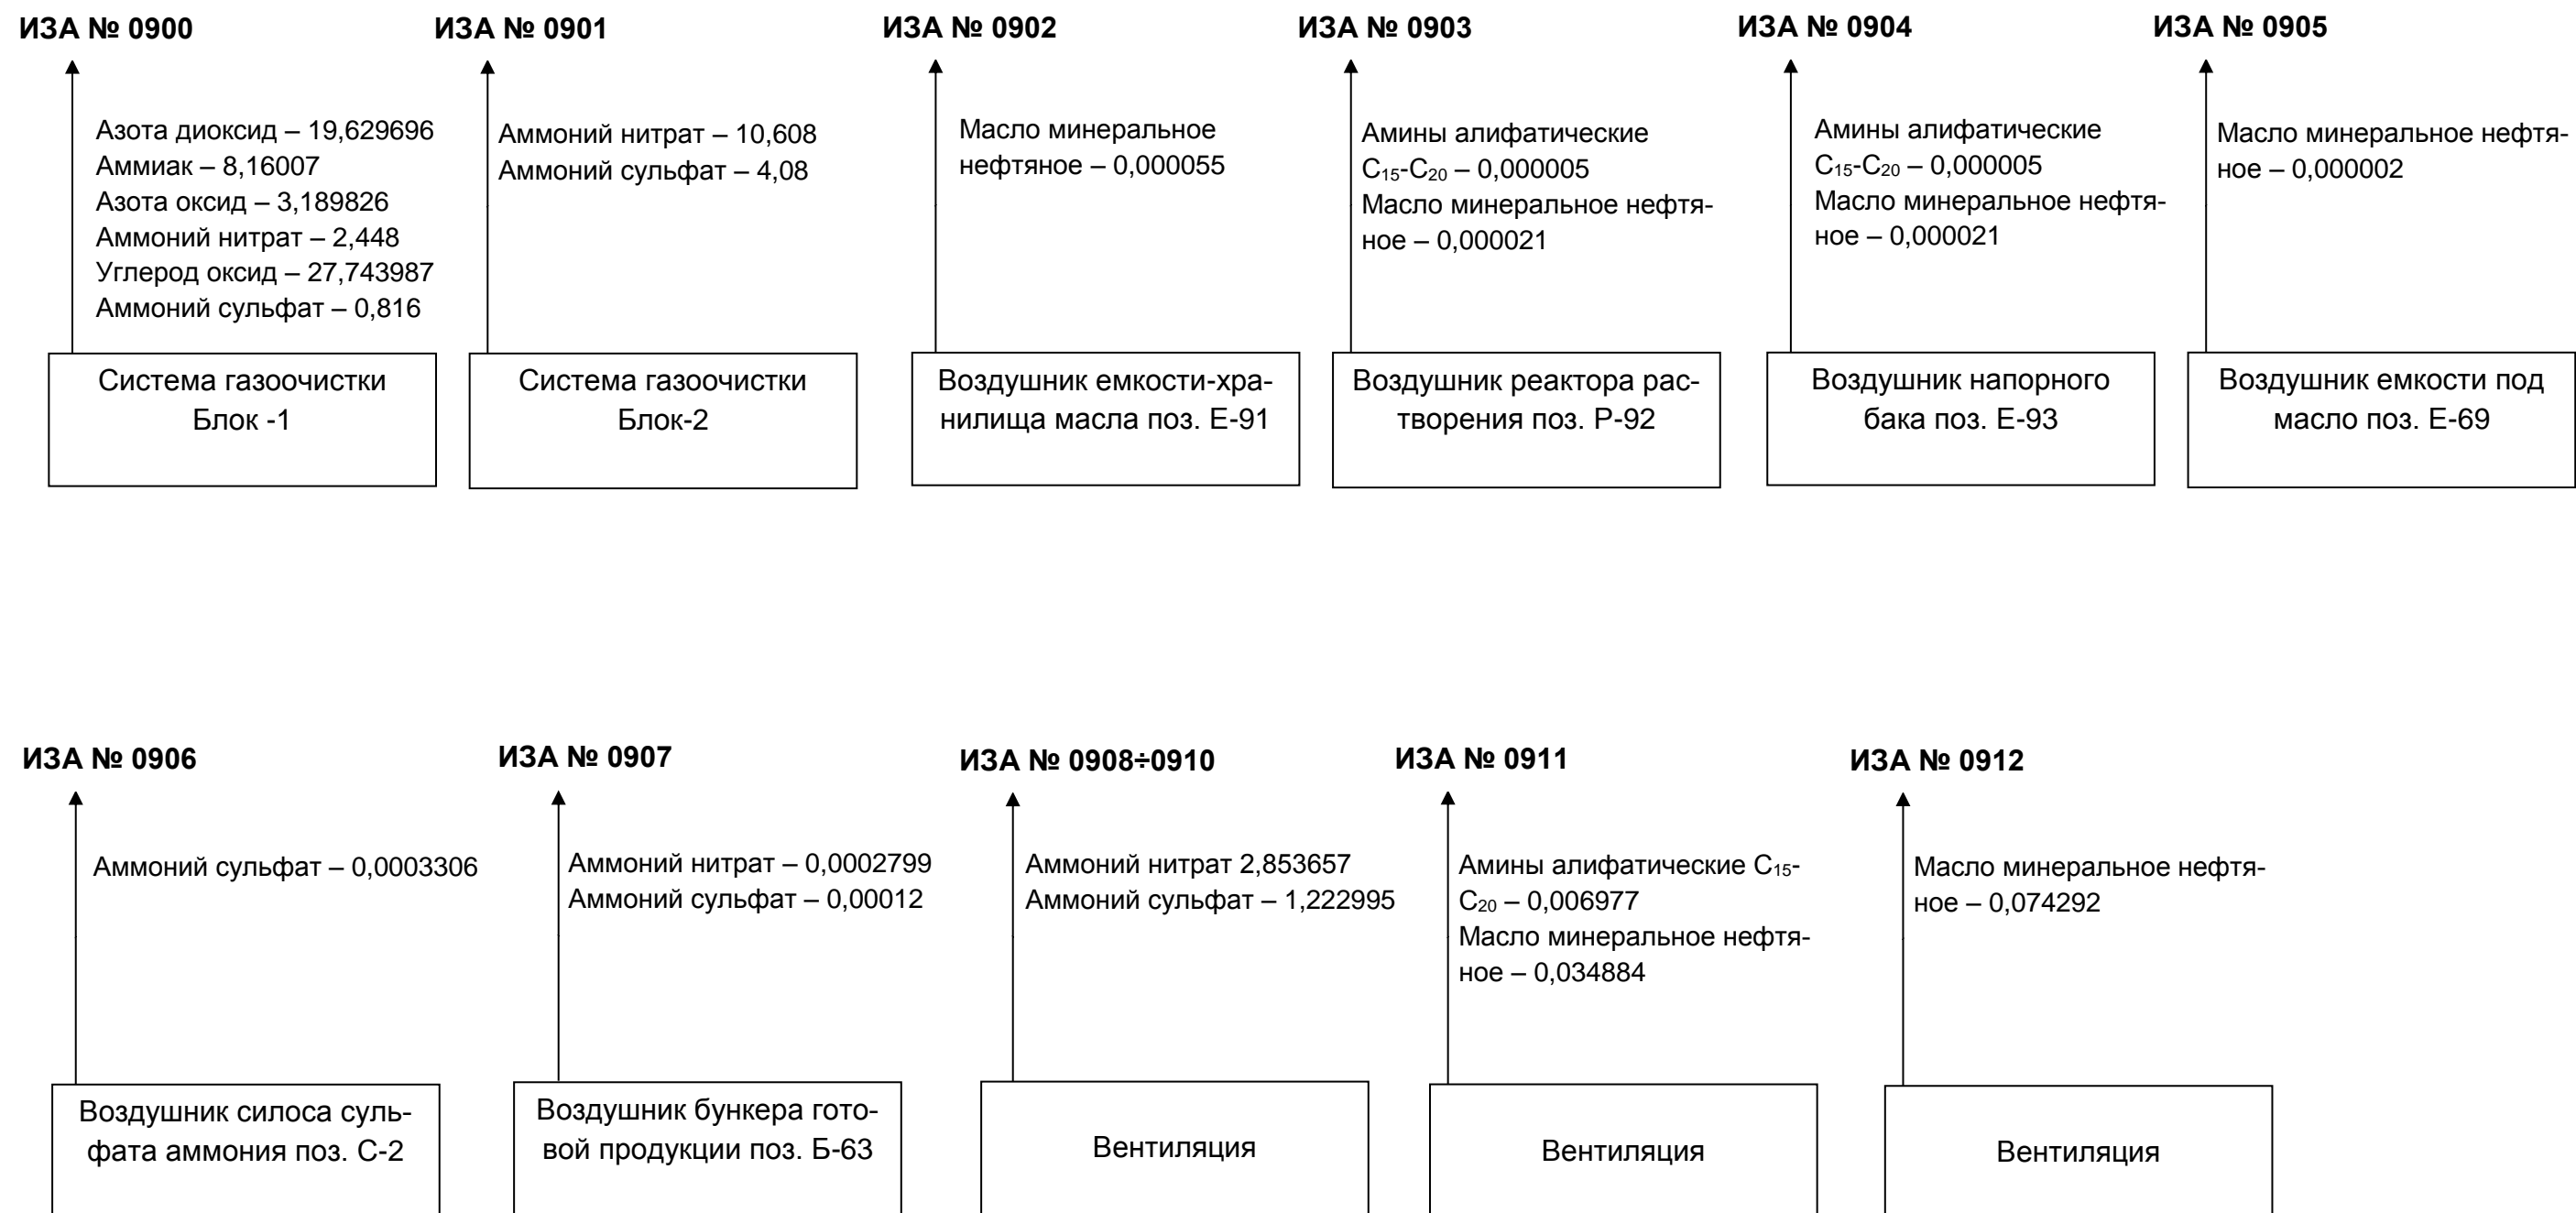 ИЗА № 0900
Азота диоксид – 19,629696
Аммиак – 8,16007
Азота оксид – 3,189826
Аммоний нитрат – 2,448
Углерод оксид – 27,743987
Аммоний сульфат – 0,816
Система газоочистки
Блок -1
ИЗА № 0901
Аммоний нитрат – 10,608
Аммоний сульфат – 4,08
Система газоочистки
Блок-2
ИЗА № 0902
Масло минеральное
нефтяное – 0,000055
Воздушник емкости-хра-
нилища масла поз. Е-91
ИЗА № 0903
Амины алифатические
С₁₅-С₂₀ – 0,000005
Масло минеральное нефтя-
ное – 0,000021
Воздушник реактора рас-
творения поз. Р-92
ИЗА № 0904
Амины алифатические
С₁₅-С₂₀ – 0,000005
Масло минеральное нефтя-
ное – 0,000021
Воздушник напорного
бака поз. Е-93
ИЗА № 0905
Масло минеральное нефтя-
ное – 0,000002
Воздушник емкости под
масло поз. Е-69
ИЗА № 0906
Аммоний сульфат – 0,0003306
Воздушник силоса суль-
фата аммония поз. С-2
ИЗА № 0907
Аммоний нитрат – 0,0002799
Аммоний сульфат – 0,00012
Воздушник бункера гото-
вой продукции поз. Б-63
ИЗА № 0908÷0910
Аммоний нитрат 2,853657
Аммоний сульфат – 1,222995
Вентиляция
ИЗА № 0911
Амины алифатические С₁₅-
С₂₀ – 0,006977
Масло минеральное нефтя-
ное – 0,034884
Вентиляция
ИЗА № 0912
Масло минеральное нефтя-
ное – 0,074292
Вентиляция